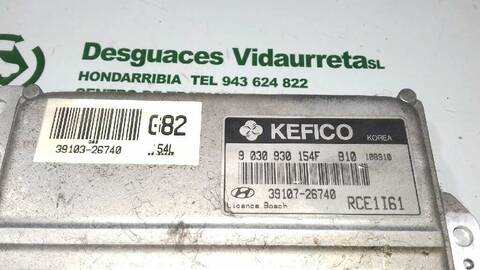 Desguaces Vidaurreta SL
HONDARRIBIA TEL 943 624 822
G82
39103-26740
154L
KEFICO
KOREA
9 030 930 154F B10
39107-26740
Licence Bosch
RCE1I61